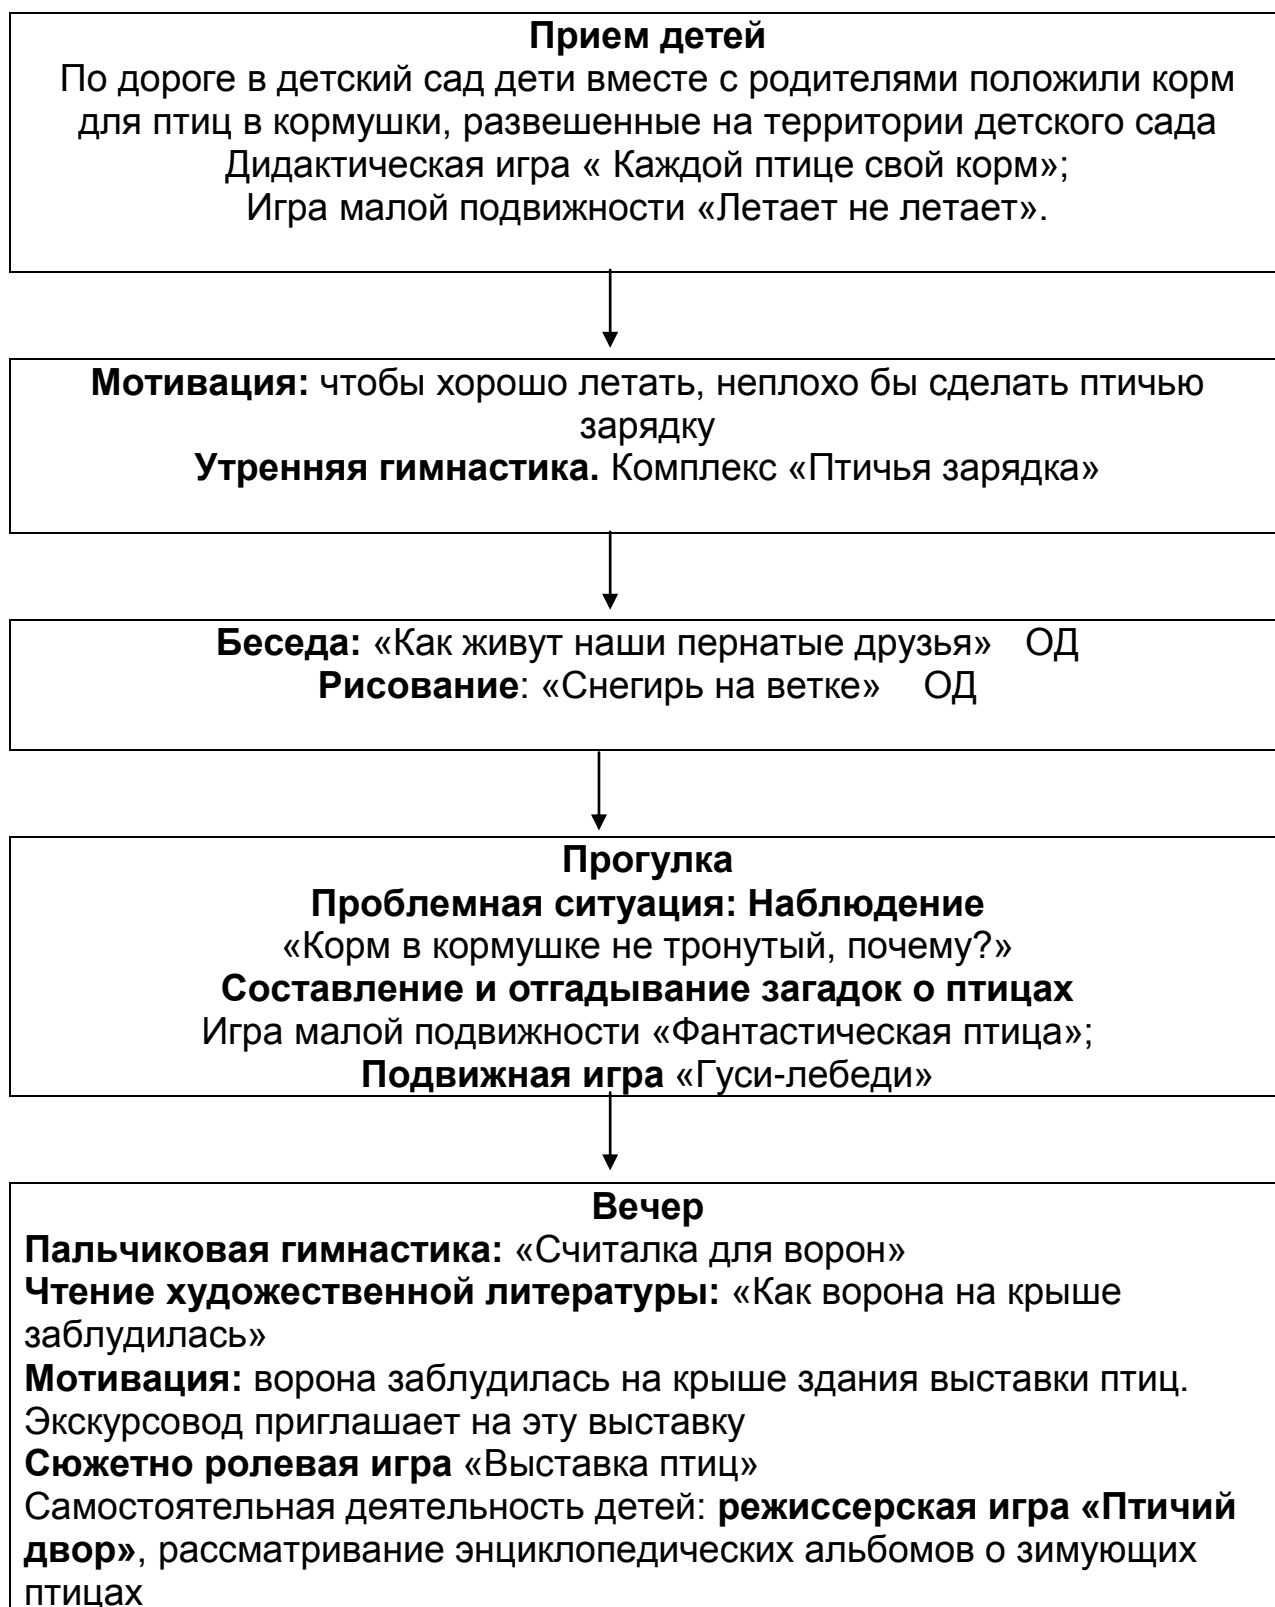 Прием детей
По дороге в детский сад дети вместе с родителями положили корм
для птиц в кормушки, развешенные на территории детского сада
Дидактическая игра « Каждой птице свой корм»;
Игра малой подвижности «Летает не летает».
Мотивация: чтобы хорошо летать, неплохо бы сделать птичью
зарядку
Утренняя гимнастика. Комплекс «Птичья зарядка»
Беседа: «Как живут наши пернатые друзья» ОД
Рисование: «Снегирь на ветке» ОД
Прогулка
Проблемная ситуация: Наблюдение
«Корм в кормушке не тронутый, почему?»
Составление и отгадывание загадок о птицах
Игра малой подвижности «Фантастическая птица»;
Подвижная игра «Гуси-лебеди»
Вечер
Пальчиковая гимнастика: «Считалка для ворон»
Чтение художественной литературы: «Как ворона на крыше
заблудилась»
Мотивация: ворона заблудилась на крыше здания выставки птиц.
Экскурсовод приглашает на эту выставку
Сюжетно ролевая игра «Выставка птиц»
Самостоятельная деятельность детей: режиссерская игра «Птичий
двор», рассматривание энциклопедических альбомов о зимующих
птицах